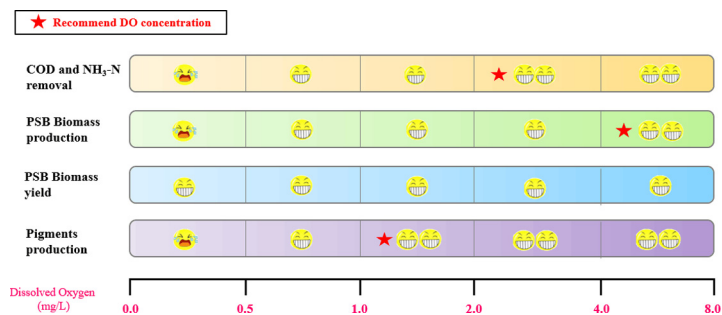 Recommend DO concentration
COD and NH₃-N
removal
PSB Biomass
production
PSB Biomass
yield
Pigments
production
Dissolved Oxygen
(mg/L)
0.0 0.5 1.0 2.0 4.0 8.0